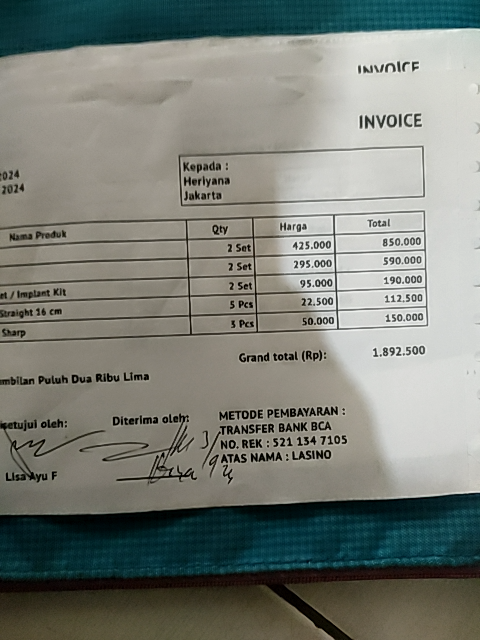 INVOICE
INVOICE
2024
2024
Kepada :
Heriyana
Jakarta
Nama Produk Qty Harga Total
2 Set 425.000 850.000
2 Set 295.000 590.000
et / Implant Kit 2 Set 95.000 190.000
Straight 16 cm 5 Pcs 22.500 112.500
Sharp 3 Pcs 50.000 150.000
Grand total (Rp): 1.892.500
mbilan Puluh Dua Ribu Lima
setujui oleh: Diterima oleh:
METODE PEMBAYARAN :
TRANSFER BANK BCA
NO. REK : 521 134 7105
ATAS NAMA : LASINO
Lisa Ayu F